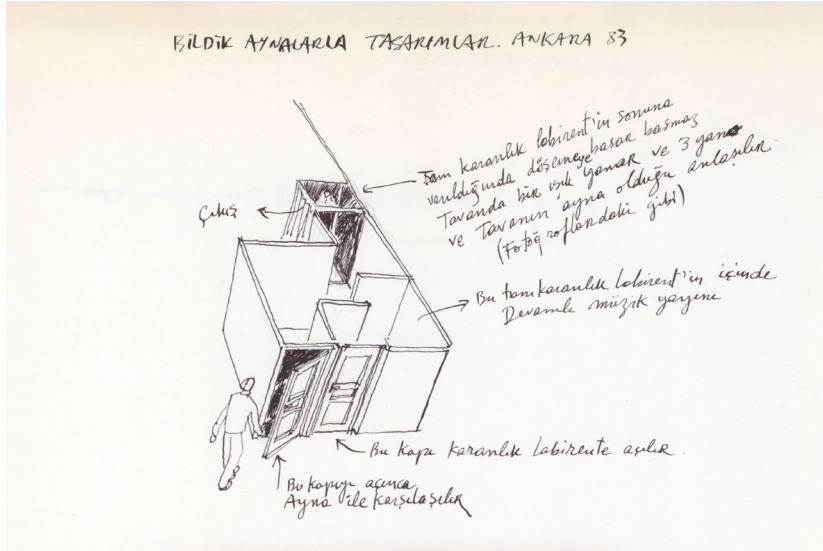 BİLDİK AYNALARLA TASARIMLAR. ANKARA 83
Tam karanlık labirent'in sonuna
varıldığında döşemeye basar basmaz
Tavanda bir ışık yanar ve 3 yanın
ve Tavanın ayna olduğu anlaşılır.
(Fotoğraflardaki gibi)
Çıkış
Bu tam karanlık labirent'in içinde
Devamlı müzik yayını
Bu kapı karanlık labirente açılır.
Bu kapıyı açınca
Ayna ile karşılaşılır